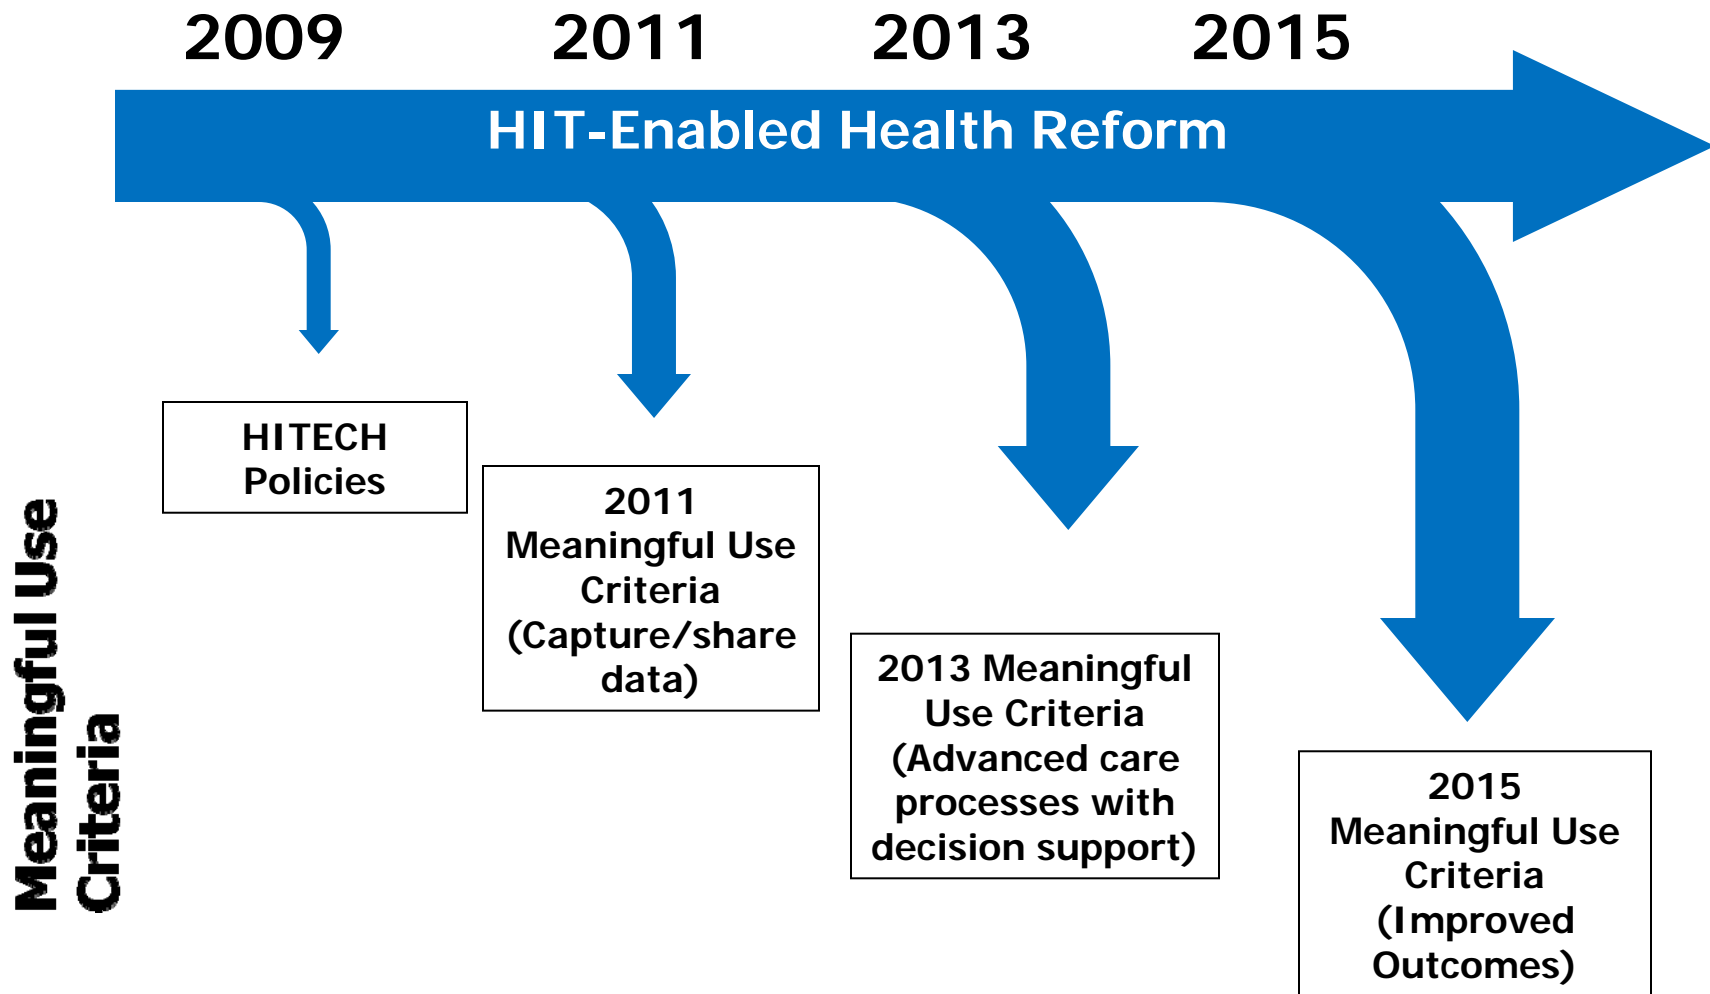 2009 2011 2013 2015
HIT-Enabled Health Reform
HITECH
Policies
2011
Meaningful Use
Criteria
(Capture/share
data)
2013 Meaningful
Use Criteria
(Advanced care
processes with
decision support)
2015
Meaningful Use
Criteria
(Improved
Outcomes)
Meaningful Use
Criteria